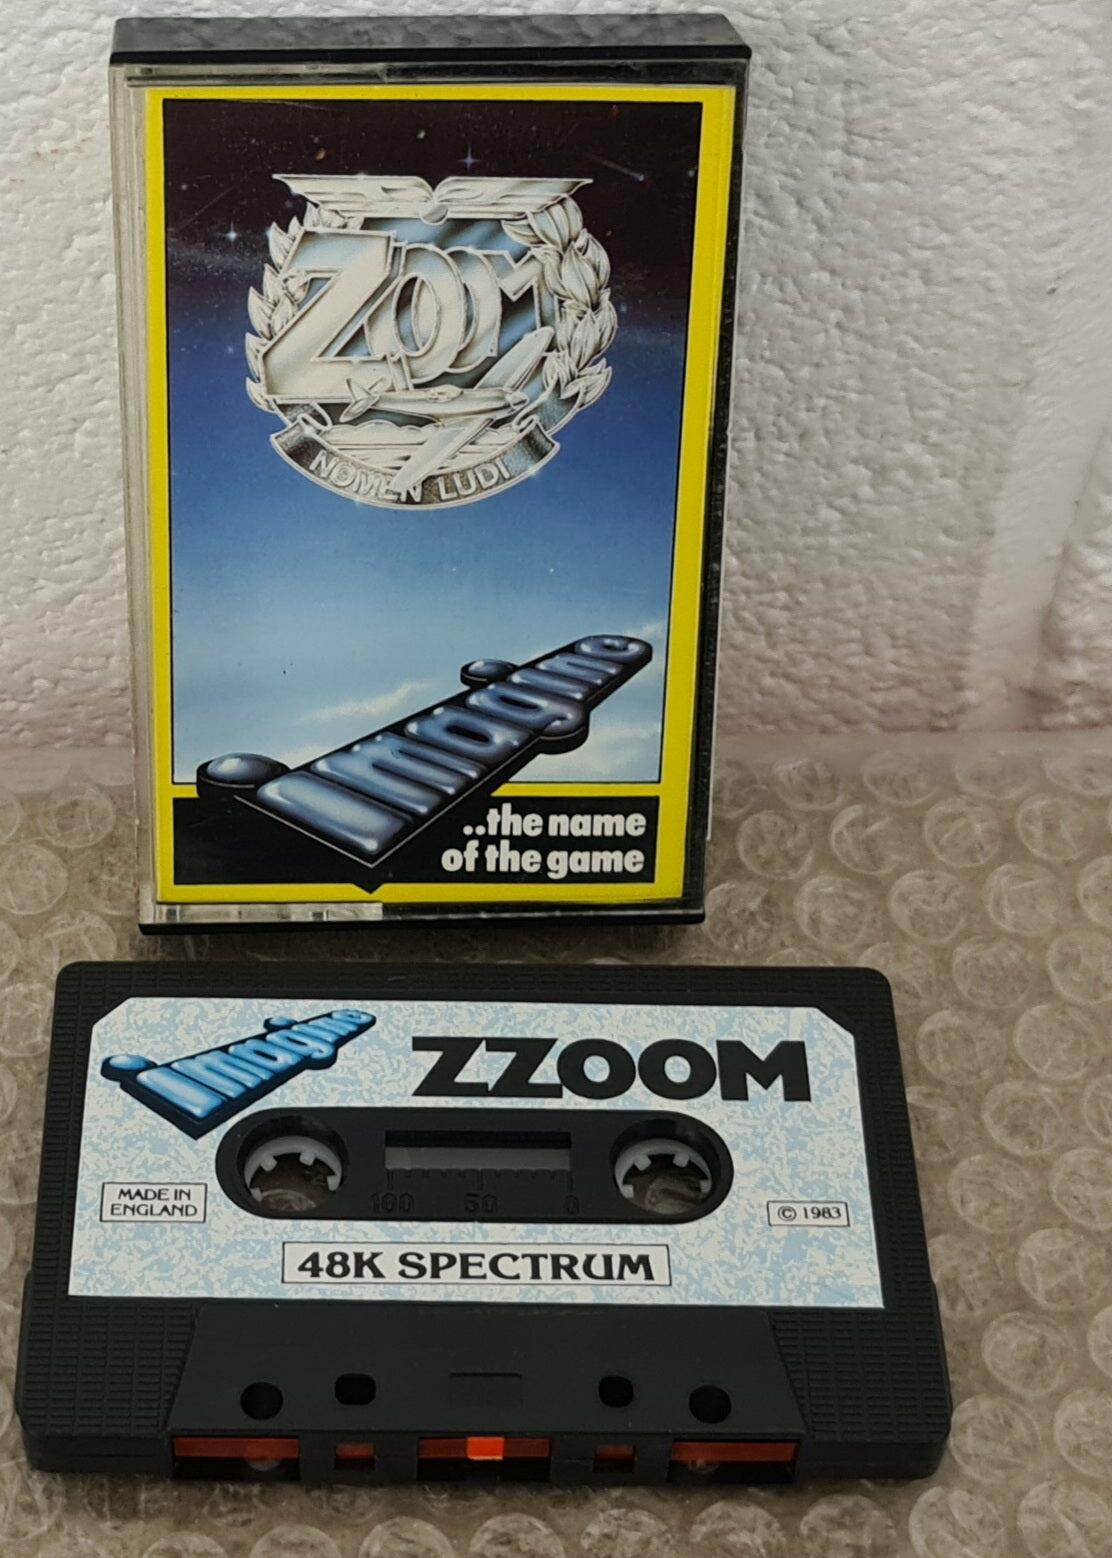 Zzoom
NOMEN LUDI
imagine
..the name
of the game
imagine
ZZOOM
100 50 0
MADE IN
ENGLAND
© 1983
48K SPECTRUM